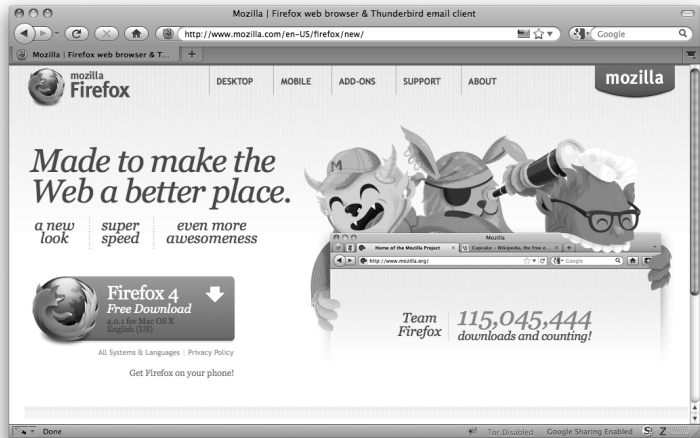 Mozilla | Firefox web browser & Thunderbird email client
http://www.mozilla.com/en-US/firefox/new/
Google
Mozilla | Firefox web browser & T...
mozilla
Firefox
DESKTOP
MOBILE
ADD-ONS
SUPPORT
ABOUT
mozilla
Made to make the
Web a better place.
a new
look
super
speed
even more
awesomeness
M
Mozilla
Home of the Mozilla Project
W Cupcake – Wikipedia, the free e...
http://www.mozilla.org/
Google
Firefox 4
Free Download
4.0.1 for Mac OS X
English (US)
Team
Firefox
115,045,444
downloads and counting!
All Systems & Languages | Privacy Policy
Get Firefox on your phone!
Done
Tor Disabled
Google Sharing Enabled
S
Z